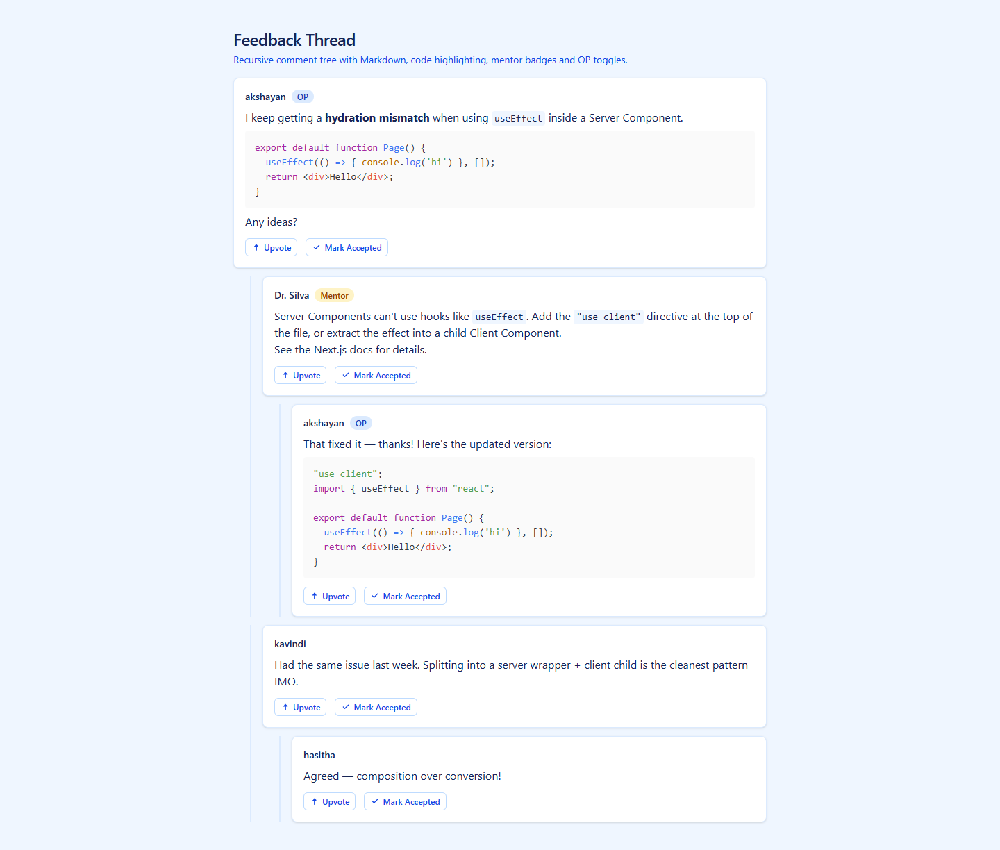 Feedback Thread
Recursive comment tree with Markdown, code highlighting, mentor badges and OP toggles.
akshayan OP
I keep getting a hydration mismatch when using useEffect inside a Server Component.
export default function Page() {
  useEffect(() => { console.log('hi') }, []);
  return <div>Hello</div>;
}
Any ideas?
Upvote Mark Accepted
Dr. Silva Mentor
Server Components can't use hooks like useEffect. Add the "use client" directive at the top of
the file, or extract the effect into a child Client Component.
See the Next.js docs for details.
Upvote Mark Accepted
akshayan OP
That fixed it — thanks! Here's the updated version:
"use client";
import { useEffect } from "react";
export default function Page() {
  useEffect(() => { console.log('hi') }, []);
  return <div>Hello</div>;
}
Upvote Mark Accepted
kavindi
Had the same issue last week. Splitting into a server wrapper + client child is the cleanest pattern
IMO.
Upvote Mark Accepted
hasitha
Agreed — composition over conversion!
Upvote Mark Accepted